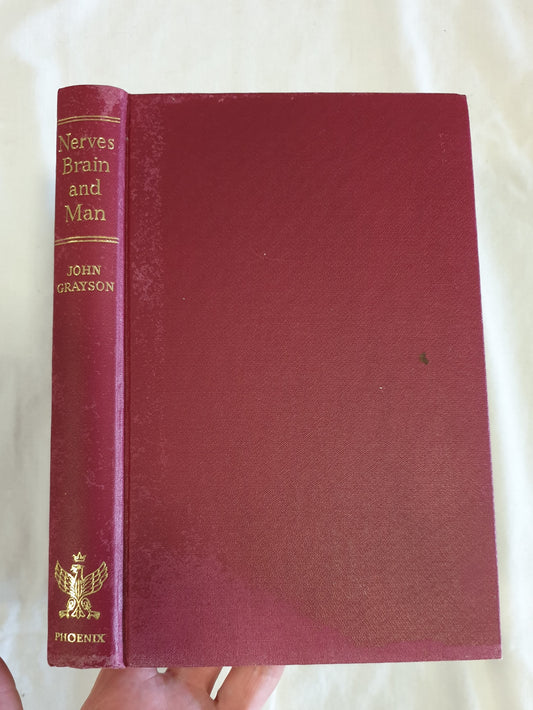 Nerves
Brain
and
Man
JOHN
GRAYSON
PHOENIX